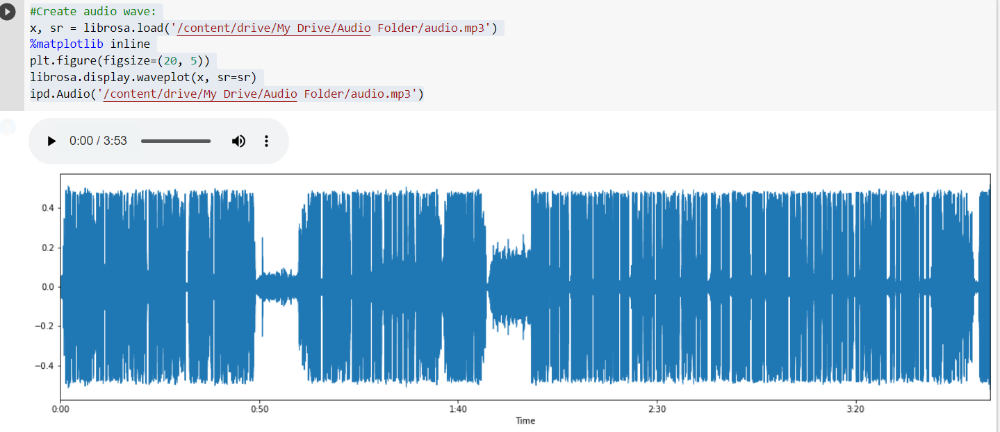 #Create audio wave:
x, sr = librosa.load('/content/drive/My Drive/Audio Folder/audio.mp3')
%matplotlib inline
plt.figure(figsize=(20, 5))
librosa.display.waveplot(x, sr=sr)
ipd.Audio('/content/drive/My Drive/Audio Folder/audio.mp3')
0:00 / 3:53
0.4
0.2
0.0
−0.2
−0.4
0:00 0:50 1:40 2:30 3:20
Time